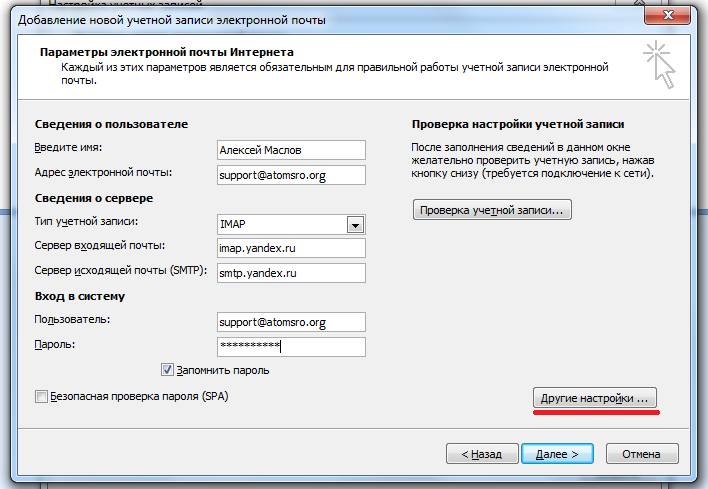 Настройка учетных записей
Добавление новой учетной записи электронной почты
Параметры электронной почты Интернета
Каждый из этих параметров является обязательным для правильной работы учетной записи электронной
почты.
Сведения о пользователе
Введите имя: Алексей Маслов
Адрес электронной почты: support@atomsro.org
Сведения о сервере
Тип учетной записи: IMAP
Сервер входящей почты: imap.yandex.ru
Сервер исходящей почты (SMTP): smtp.yandex.ru
Вход в систему
Пользователь: support@atomsro.org
Пароль: **********
Запомнить пароль
Безопасная проверка пароля (SPA)
Проверка настройки учетной записи
После заполнения сведений в данном окне
желательно проверить учетную запись, нажав
кнопку снизу (требуется подключение к сети).
Проверка учетной записи...
Другие настройки ...
< Назад Далее > Отмена